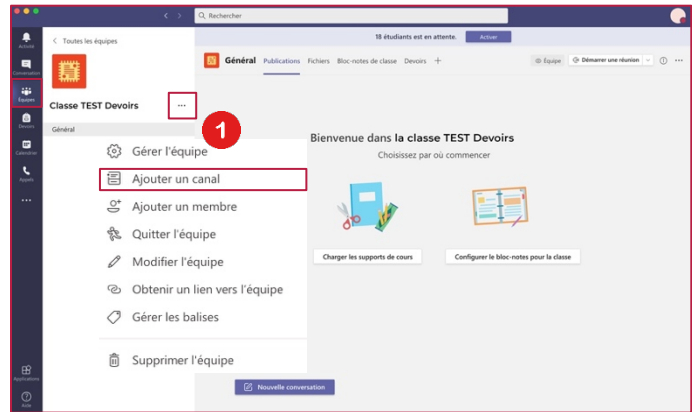 Rechercher
18 étudiants est en attente. Activer
Activité
Conversation
Équipes
Devoirs
Calendrier
Appels
Applications
Aide
Toutes les équipes
Classe TEST Devoirs ...
Général
1
Gérer l'équipe
Ajouter un canal
Ajouter un membre
Quitter l'équipe
Modifier l'équipe
Obtenir un lien vers l'équipe
Gérer les balises
Supprimer l'équipe
Général Publications Fichiers Bloc-notes de classe Devoirs + Équipe Démarrer une réunion ...
Bienvenue dans la classe TEST Devoirs
Choisissez par où commencer
Charger les supports de cours Configurer le bloc-notes pour la classe
Nouvelle conversation